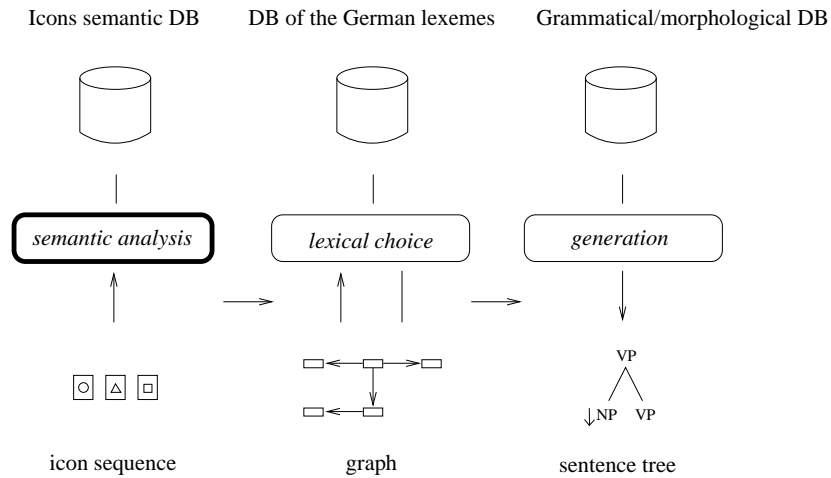 Icons semantic DB
DB of the German lexemes
Grammatical/morphological DB
semantic analysis
lexical choice
generation
VP
NP VP
icon sequence
graph
sentence tree